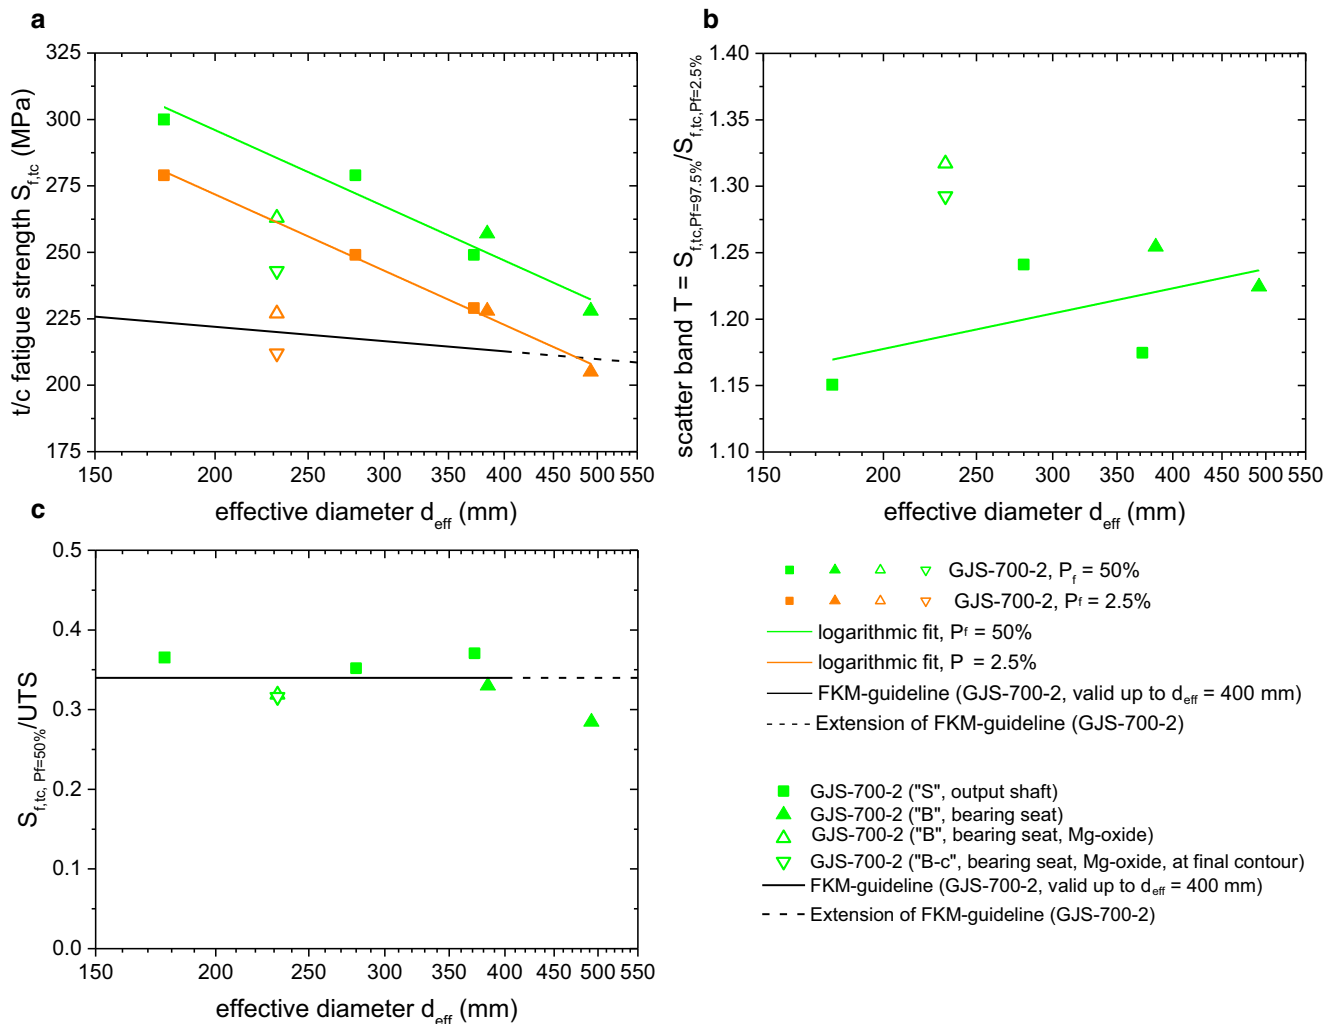 a
t/c fatigue strength S_f,tc (MPa)
325
300
275
250
225
200
175
150 200 250 300 350 400 450 500 550
effective diameter d_eff (mm)
b
scatter band T = S_f,tc,Pf=97.5%/S_f,tc,Pf=2.5%
1.40
1.35
1.30
1.25
1.20
1.15
1.10
150 200 250 300 350 400 450 500 550
effective diameter d_eff (mm)
c
S_f,tc, Pf=50%/UTS
0.5
0.4
0.3
0.2
0.1
0.0
150 200 250 300 350 400 450 500 550
effective diameter d_eff (mm)
GJS-700-2, P_f = 50%
GJS-700-2, Pf = 2.5%
logarithmic fit, Pf = 50%
logarithmic fit, P = 2.5%
FKM-guideline (GJS-700-2, valid up to d_eff = 400 mm)
Extension of FKM-guideline (GJS-700-2)
GJS-700-2 ("S", output shaft)
GJS-700-2 ("B", bearing seat)
GJS-700-2 ("B", bearing seat, Mg-oxide)
GJS-700-2 ("B-c", bearing seat, Mg-oxide, at final contour)
FKM-guideline (GJS-700-2, valid up to d_eff = 400 mm)
Extension of FKM-guideline (GJS-700-2)